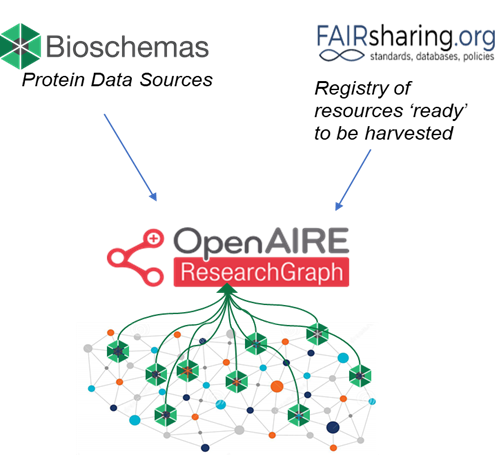 Bioschemas
Protein Data Sources
FAIRsharing.org
standards, databases, policies
Registry of
resources ‘ready’
to be harvested
OpenAIRE
ResearchGraph